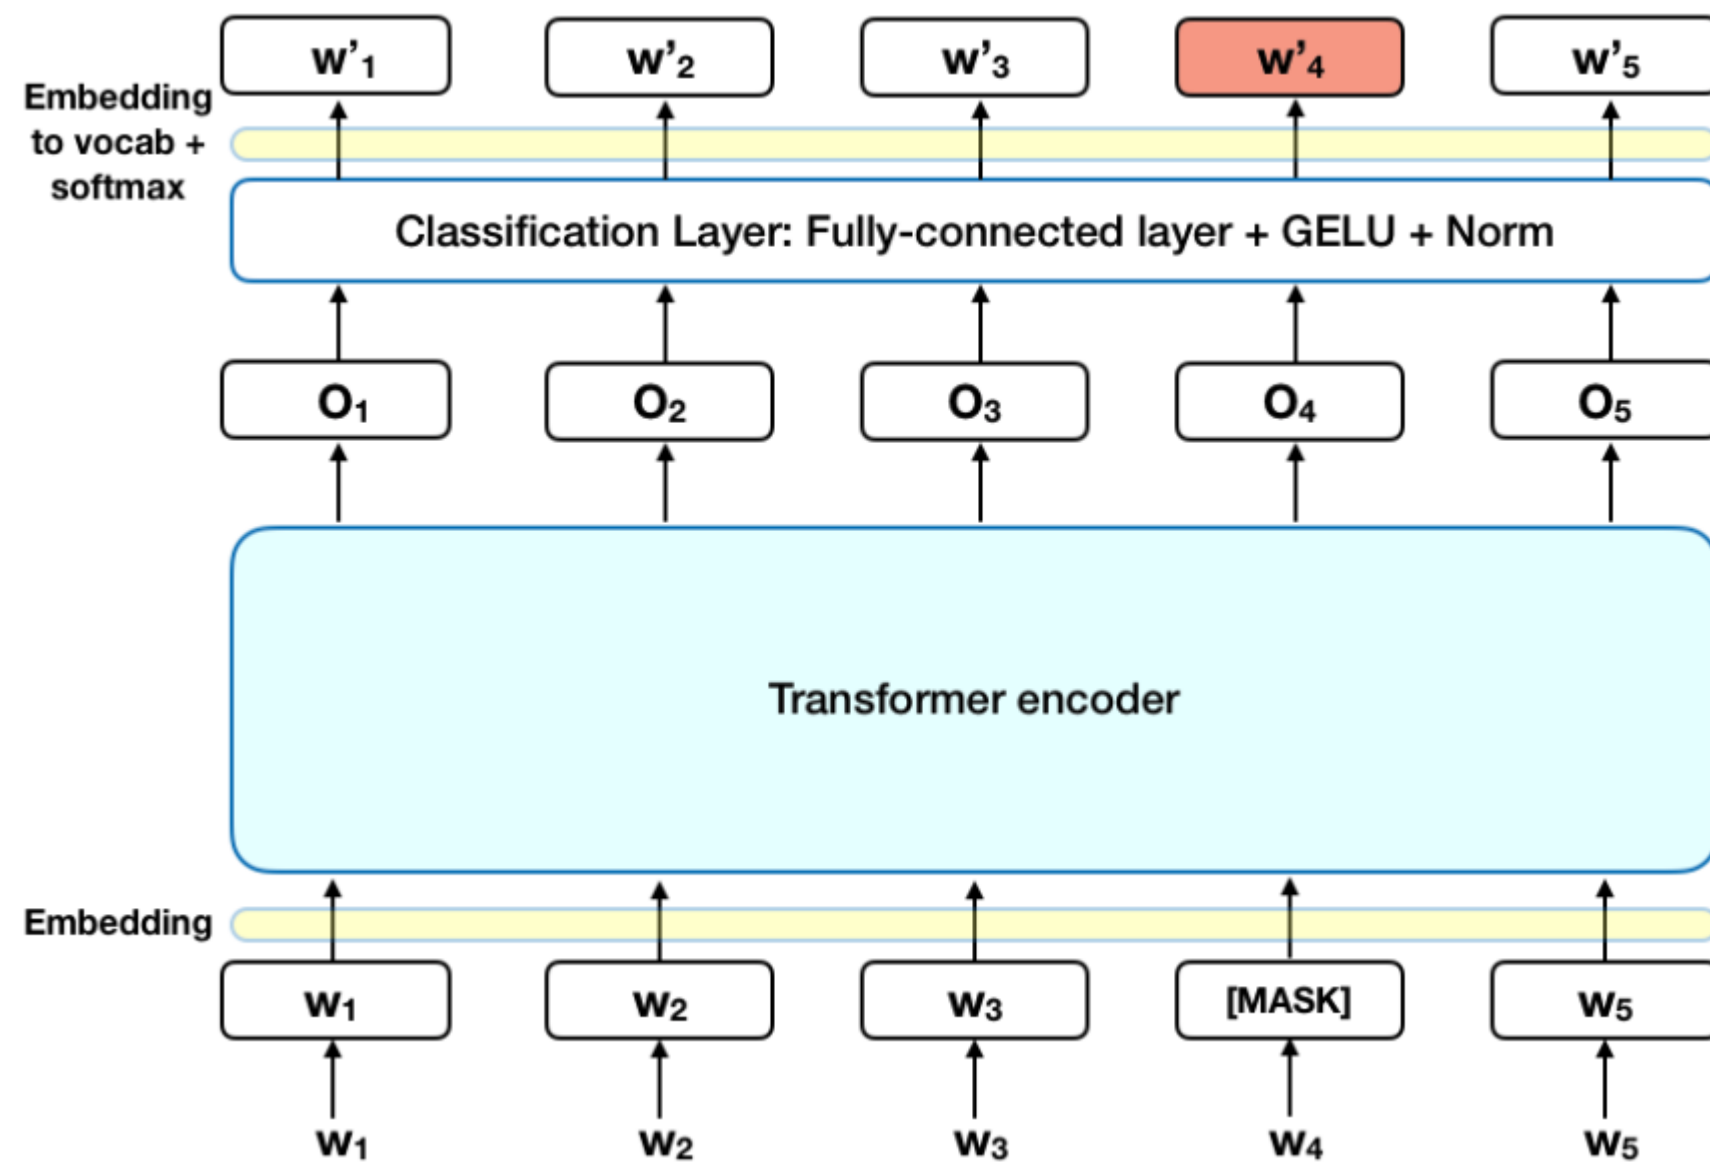 w'1 w'2 w'3 w'4 w'5
Embedding
to vocab +
softmax
Classification Layer: Fully-connected layer + GELU + Norm
O1 O2 O3 O4 O5
Transformer encoder
Embedding
w1 w2 w3 [MASK] w5
w1 w2 w3 w4 w5